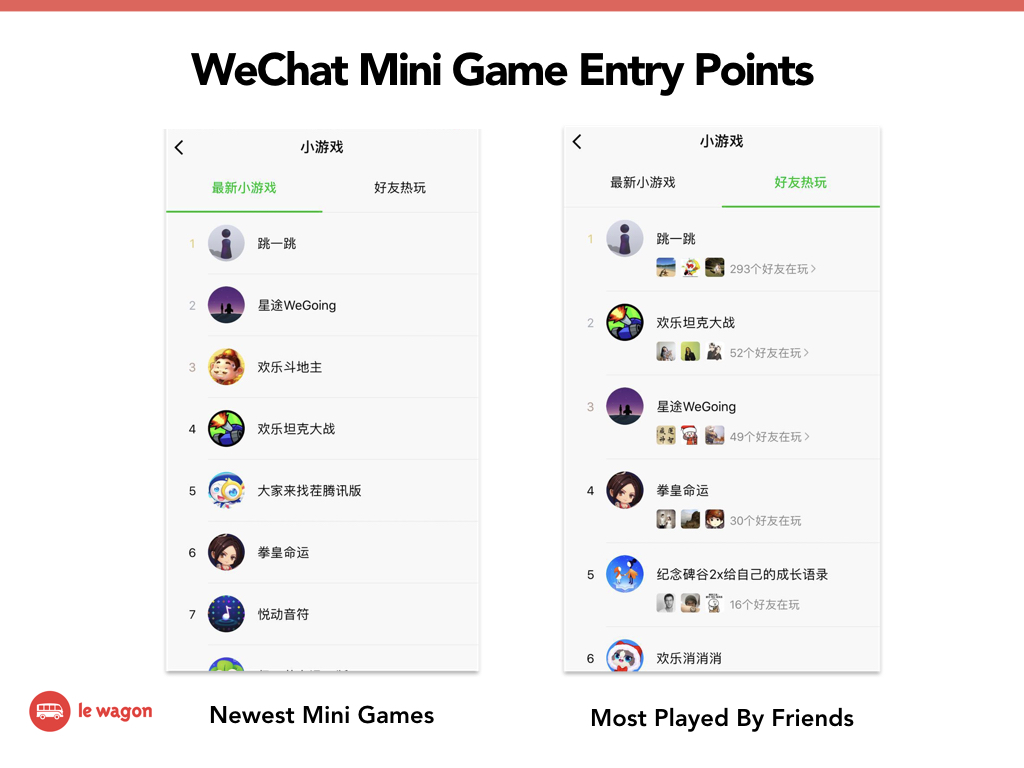 WeChat Mini Game Entry Points
小游戏
最新小游戏 好友热玩
1 跳一跳
2 星途WeGoing
3 欢乐斗地主
4 欢乐坦克大战
5 大家来找茬腾讯版
6 拳皇命运
7 悦动音符
Newest Mini Games
小游戏
最新小游戏 好友热玩
1 跳一跳
293个好友在玩
2 欢乐坦克大战
52个好友在玩
3 星途WeGoing
49个好友在玩
4 拳皇命运
30个好友在玩
5 纪念碑谷2x给自己的成长语录
16个好友在玩
6 欢乐消消消
Most Played By Friends
le wagon